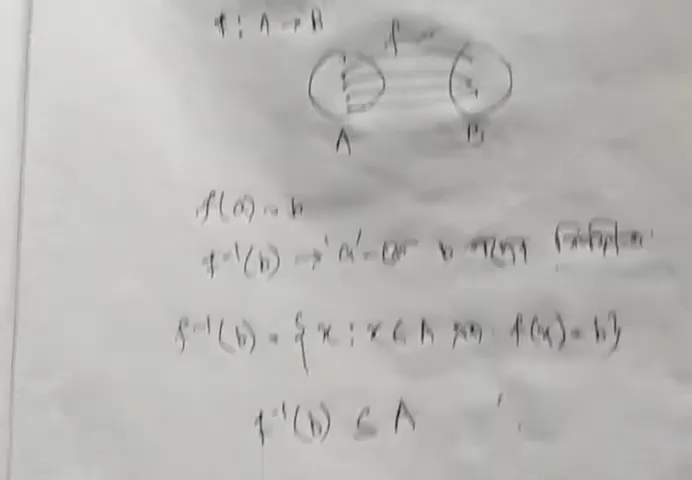 f : A → B
f
A B
f(a) = b
f⁻¹(b) → 'a' b
f⁻¹(b) = { x : x ∈ A f(x) = b}
f⁻¹(b) ⊆ A